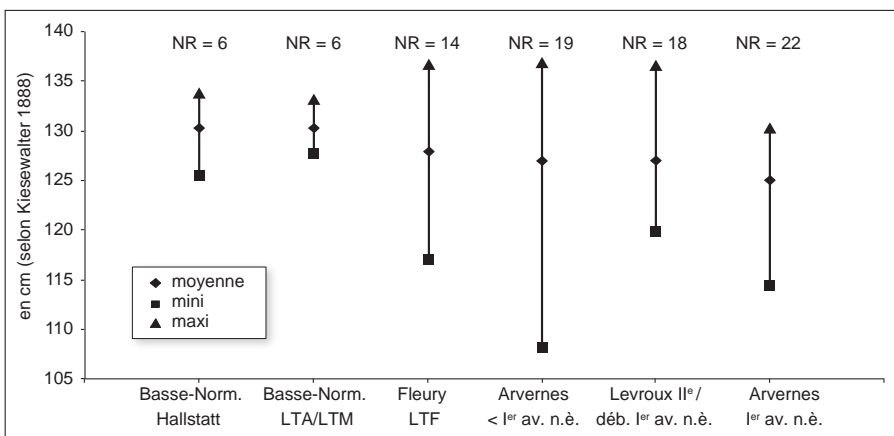 140
NR = 6 NR = 6 NR = 14 NR = 19 NR = 18 NR = 22
135
130
125
120
115
110
105
en cm (selon Kiesewalter 1888)
moyenne
mini
maxi
Basse-Norm. Basse-Norm. Fleury Arvernes Levroux IIᵉ / Arvernes
Hallstatt LTA/LTM LTF < Iᵉʳ av. n.è. déb. Iᵉʳ av. n.è. Iᵉʳ av. n.è.